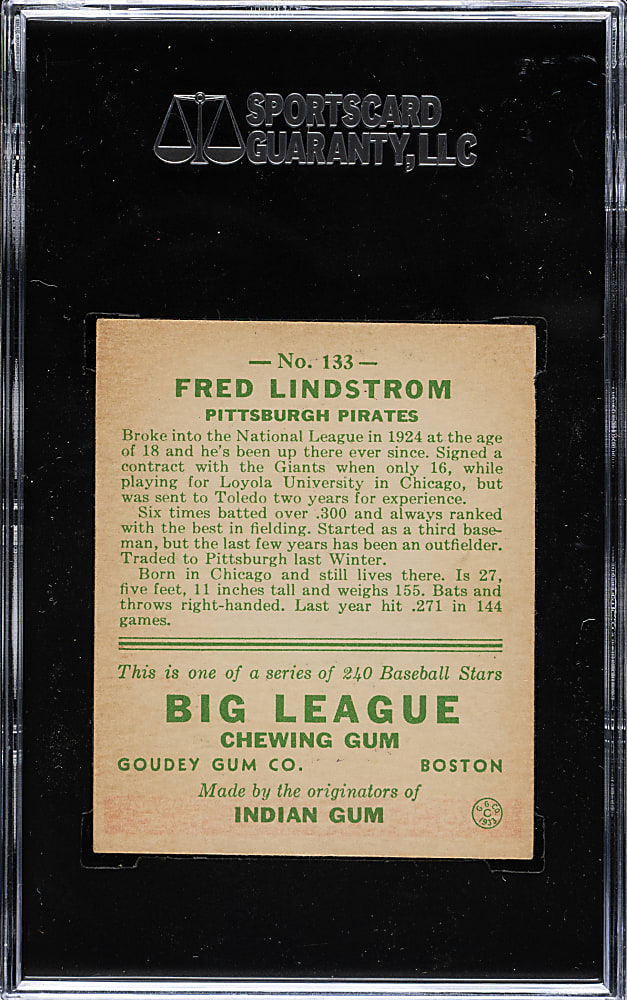 SPORTSCARD
GUARANTY, LLC
— No. 133 —
FRED LINDSTROM
PITTSBURGH PIRATES
Broke into the National League in 1924 at the age
of 18 and he's been up there ever since. Signed a
contract with the Giants when only 16, while
playing for Loyola University in Chicago, but
was sent to Toledo two years for experience.
Six times batted over .300 and always ranked
with the best in fielding. Started as a third base-
man, but the last few years has been an outfielder.
Traded to Pittsburgh last Winter.
Born in Chicago and still lives there. Is 27,
five feet, 11 inches tall and weighs 155. Bats and
throws right-handed. Last year hit .271 in 144
games.
This is one of a series of 240 Baseball Stars
BIG LEAGUE
CHEWING GUM
GOUDEY GUM CO. BOSTON
Made by the originators of
INDIAN GUM
G.G.CO.
C
1933